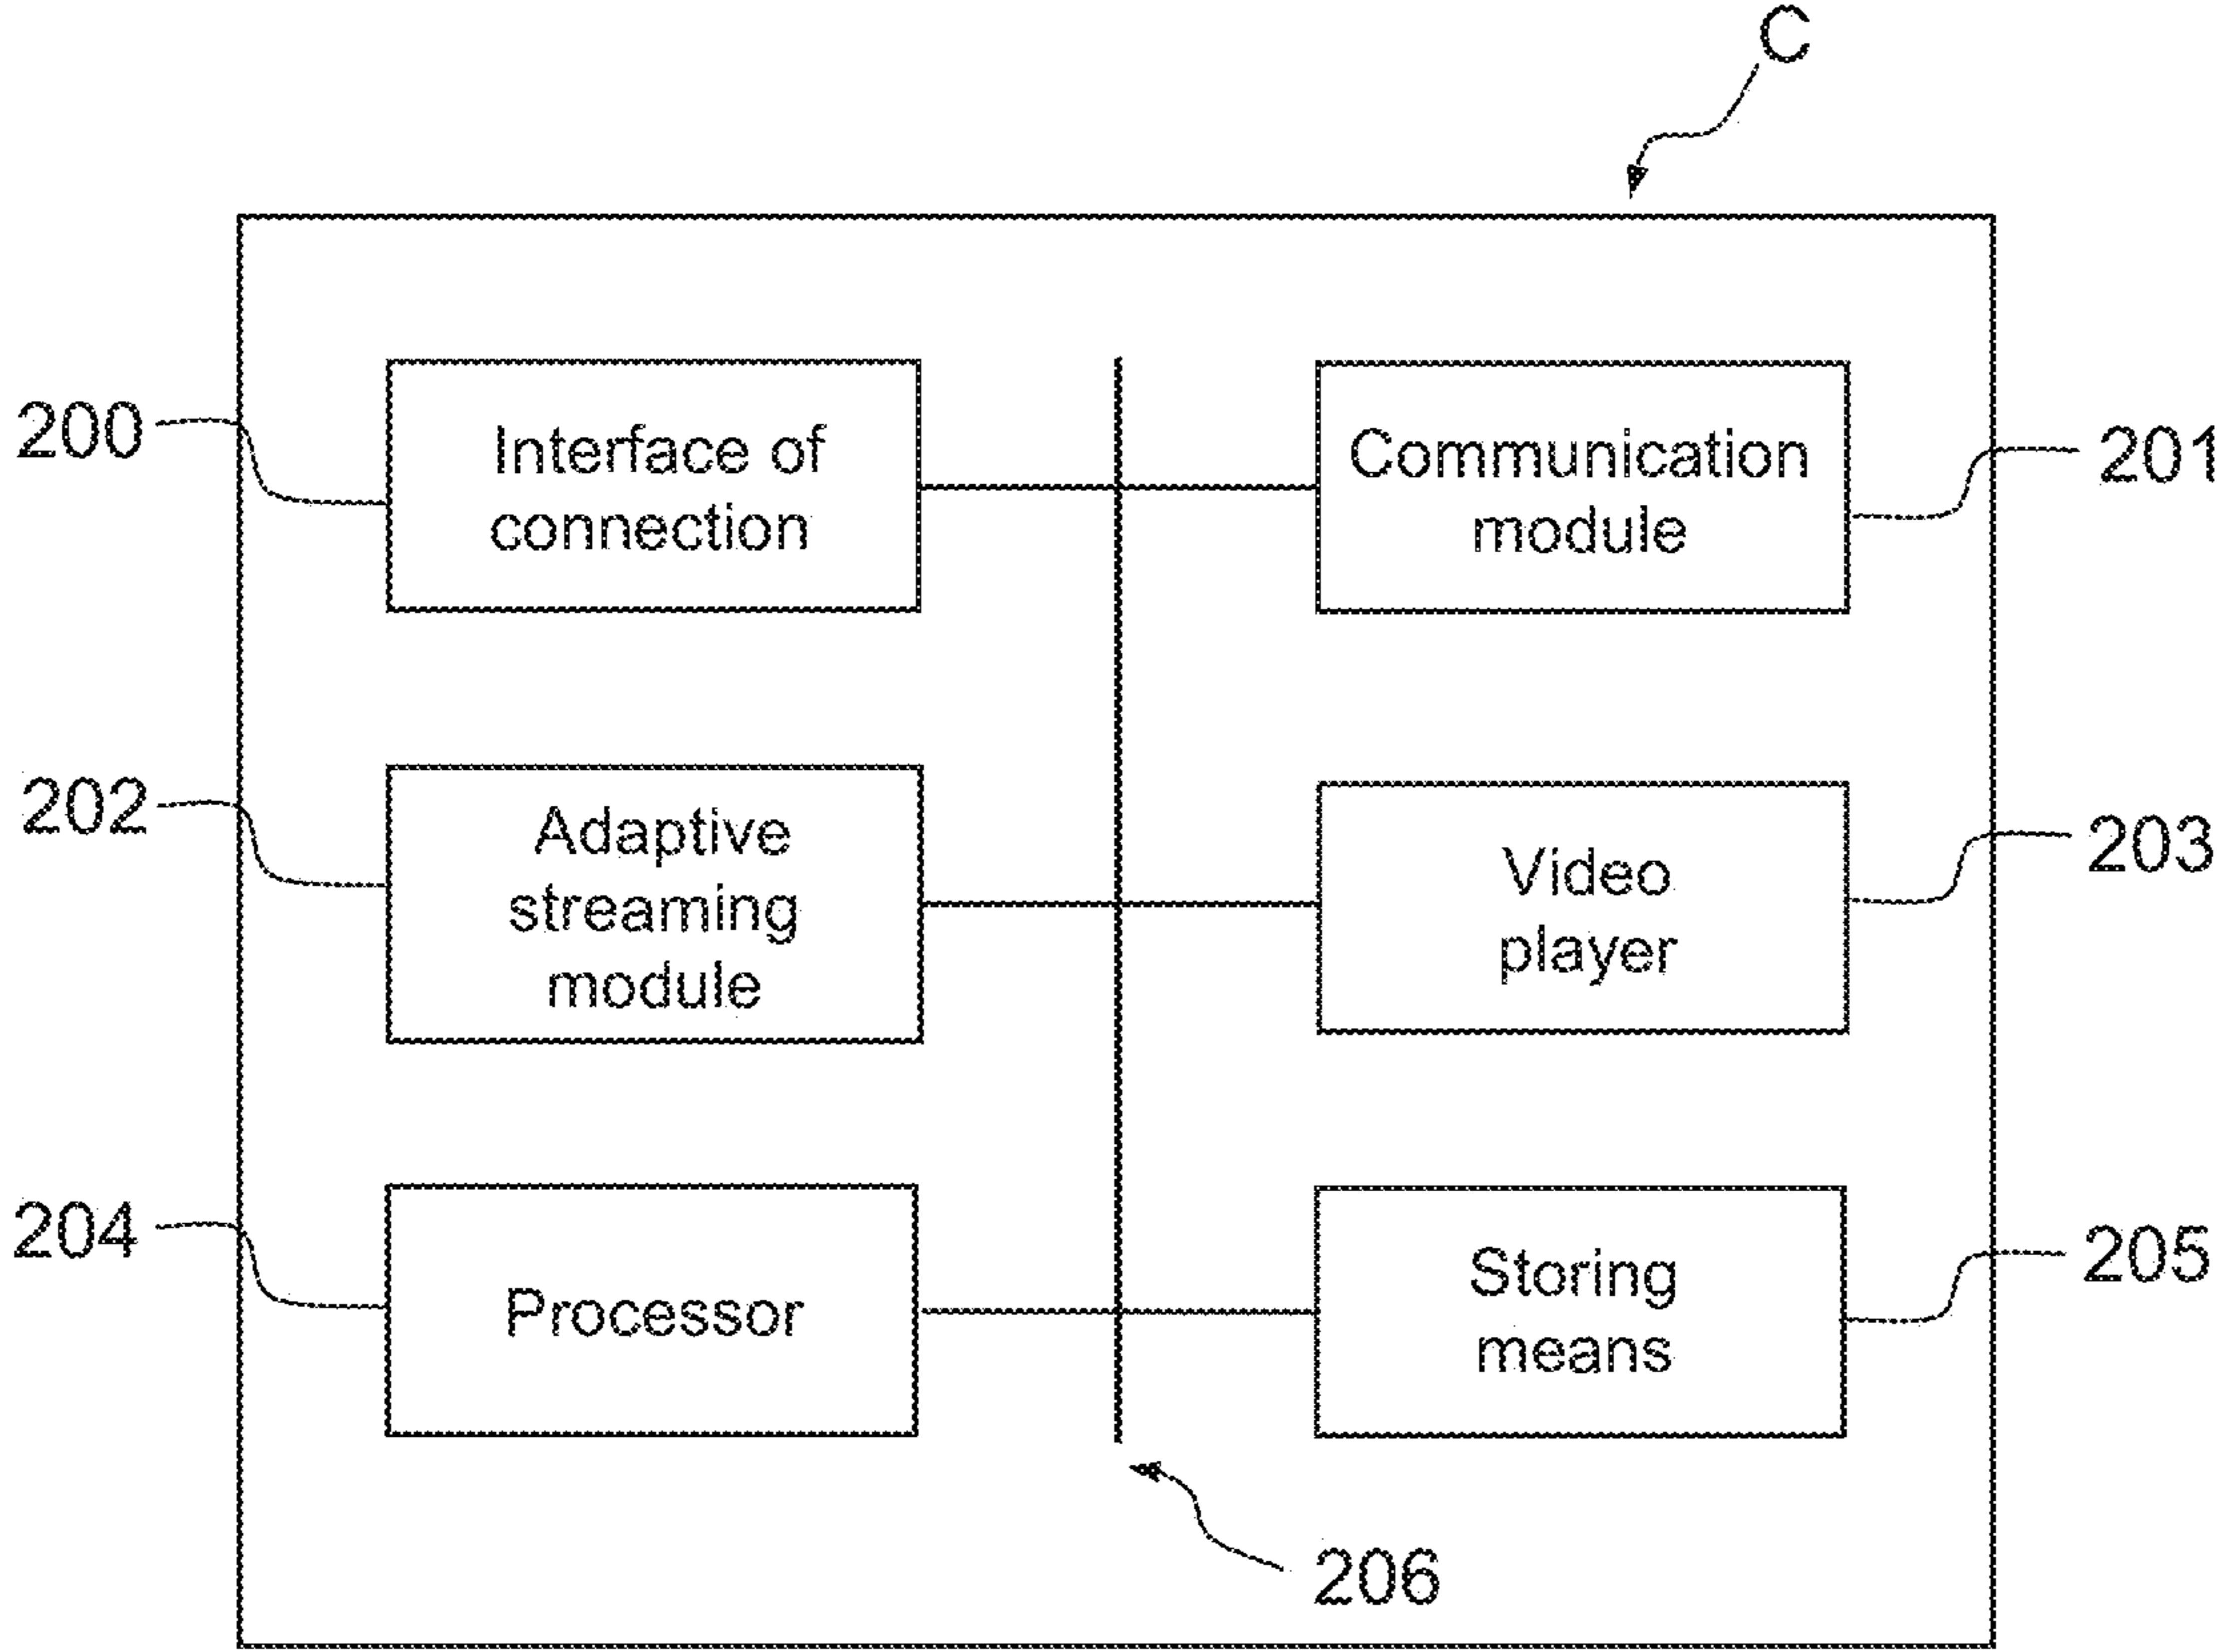 C
200
Interface of
connection
Communication
module
201
202
Adaptive
streaming
module
Video
player
203
204
Processor
Storing
means
205
206